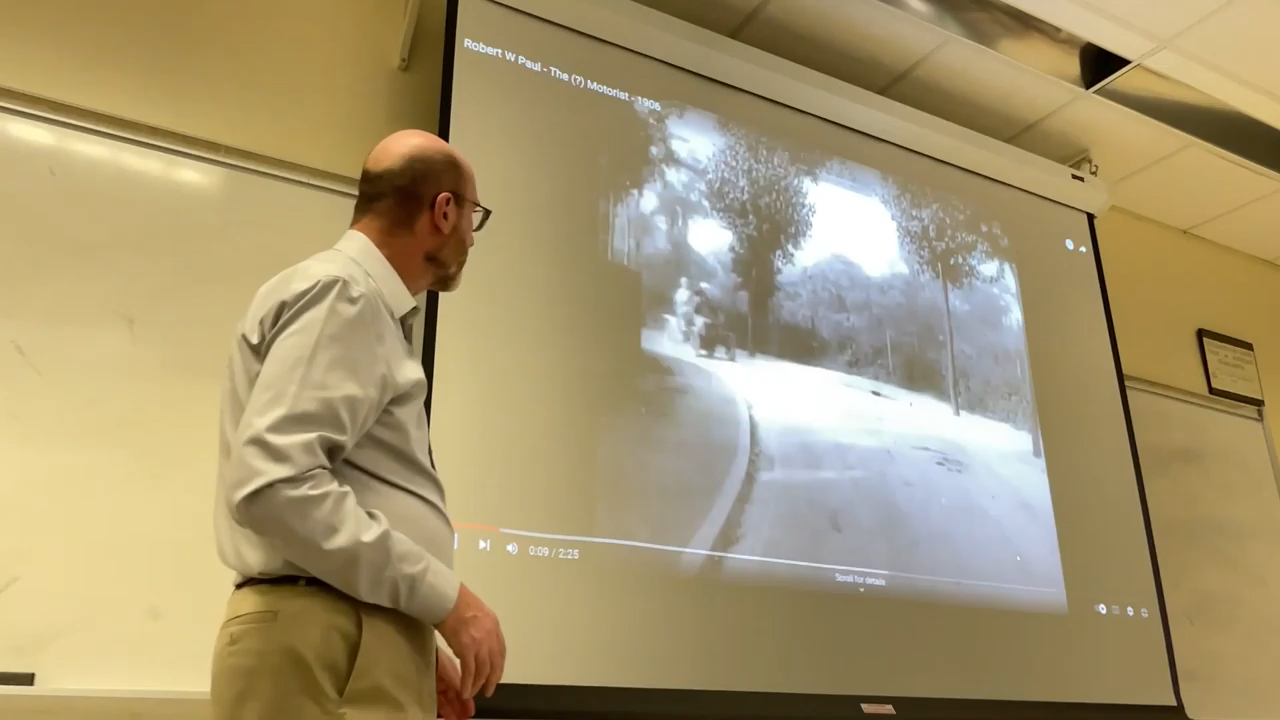 Robert W Paul - The (?) Motorist - 1906
0:09 / 2:25
Scroll for details